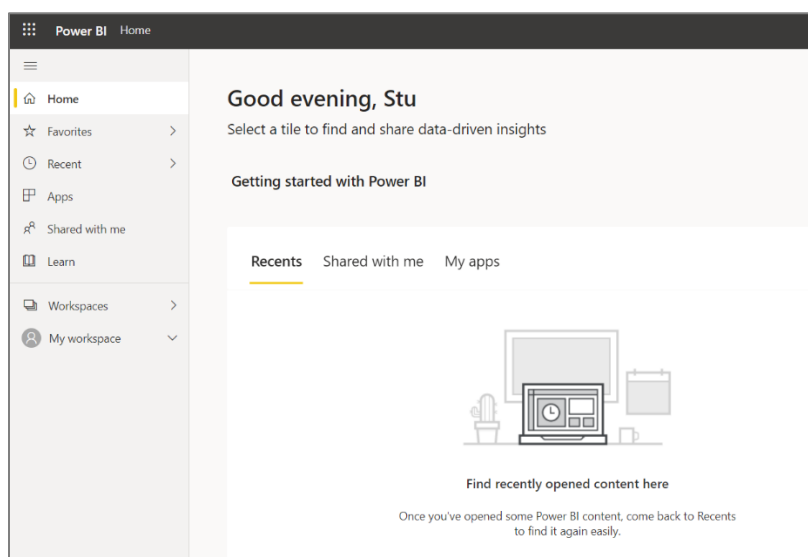 Power BI Home
Home
Favorites
Recent
Apps
Shared with me
Learn
Workspaces
My workspace
Good evening, Stu
Select a tile to find and share data-driven insights
Getting started with Power BI
Recents Shared with me My apps
Find recently opened content here
Once you've opened some Power BI content, come back to Recents
to find it again easily.